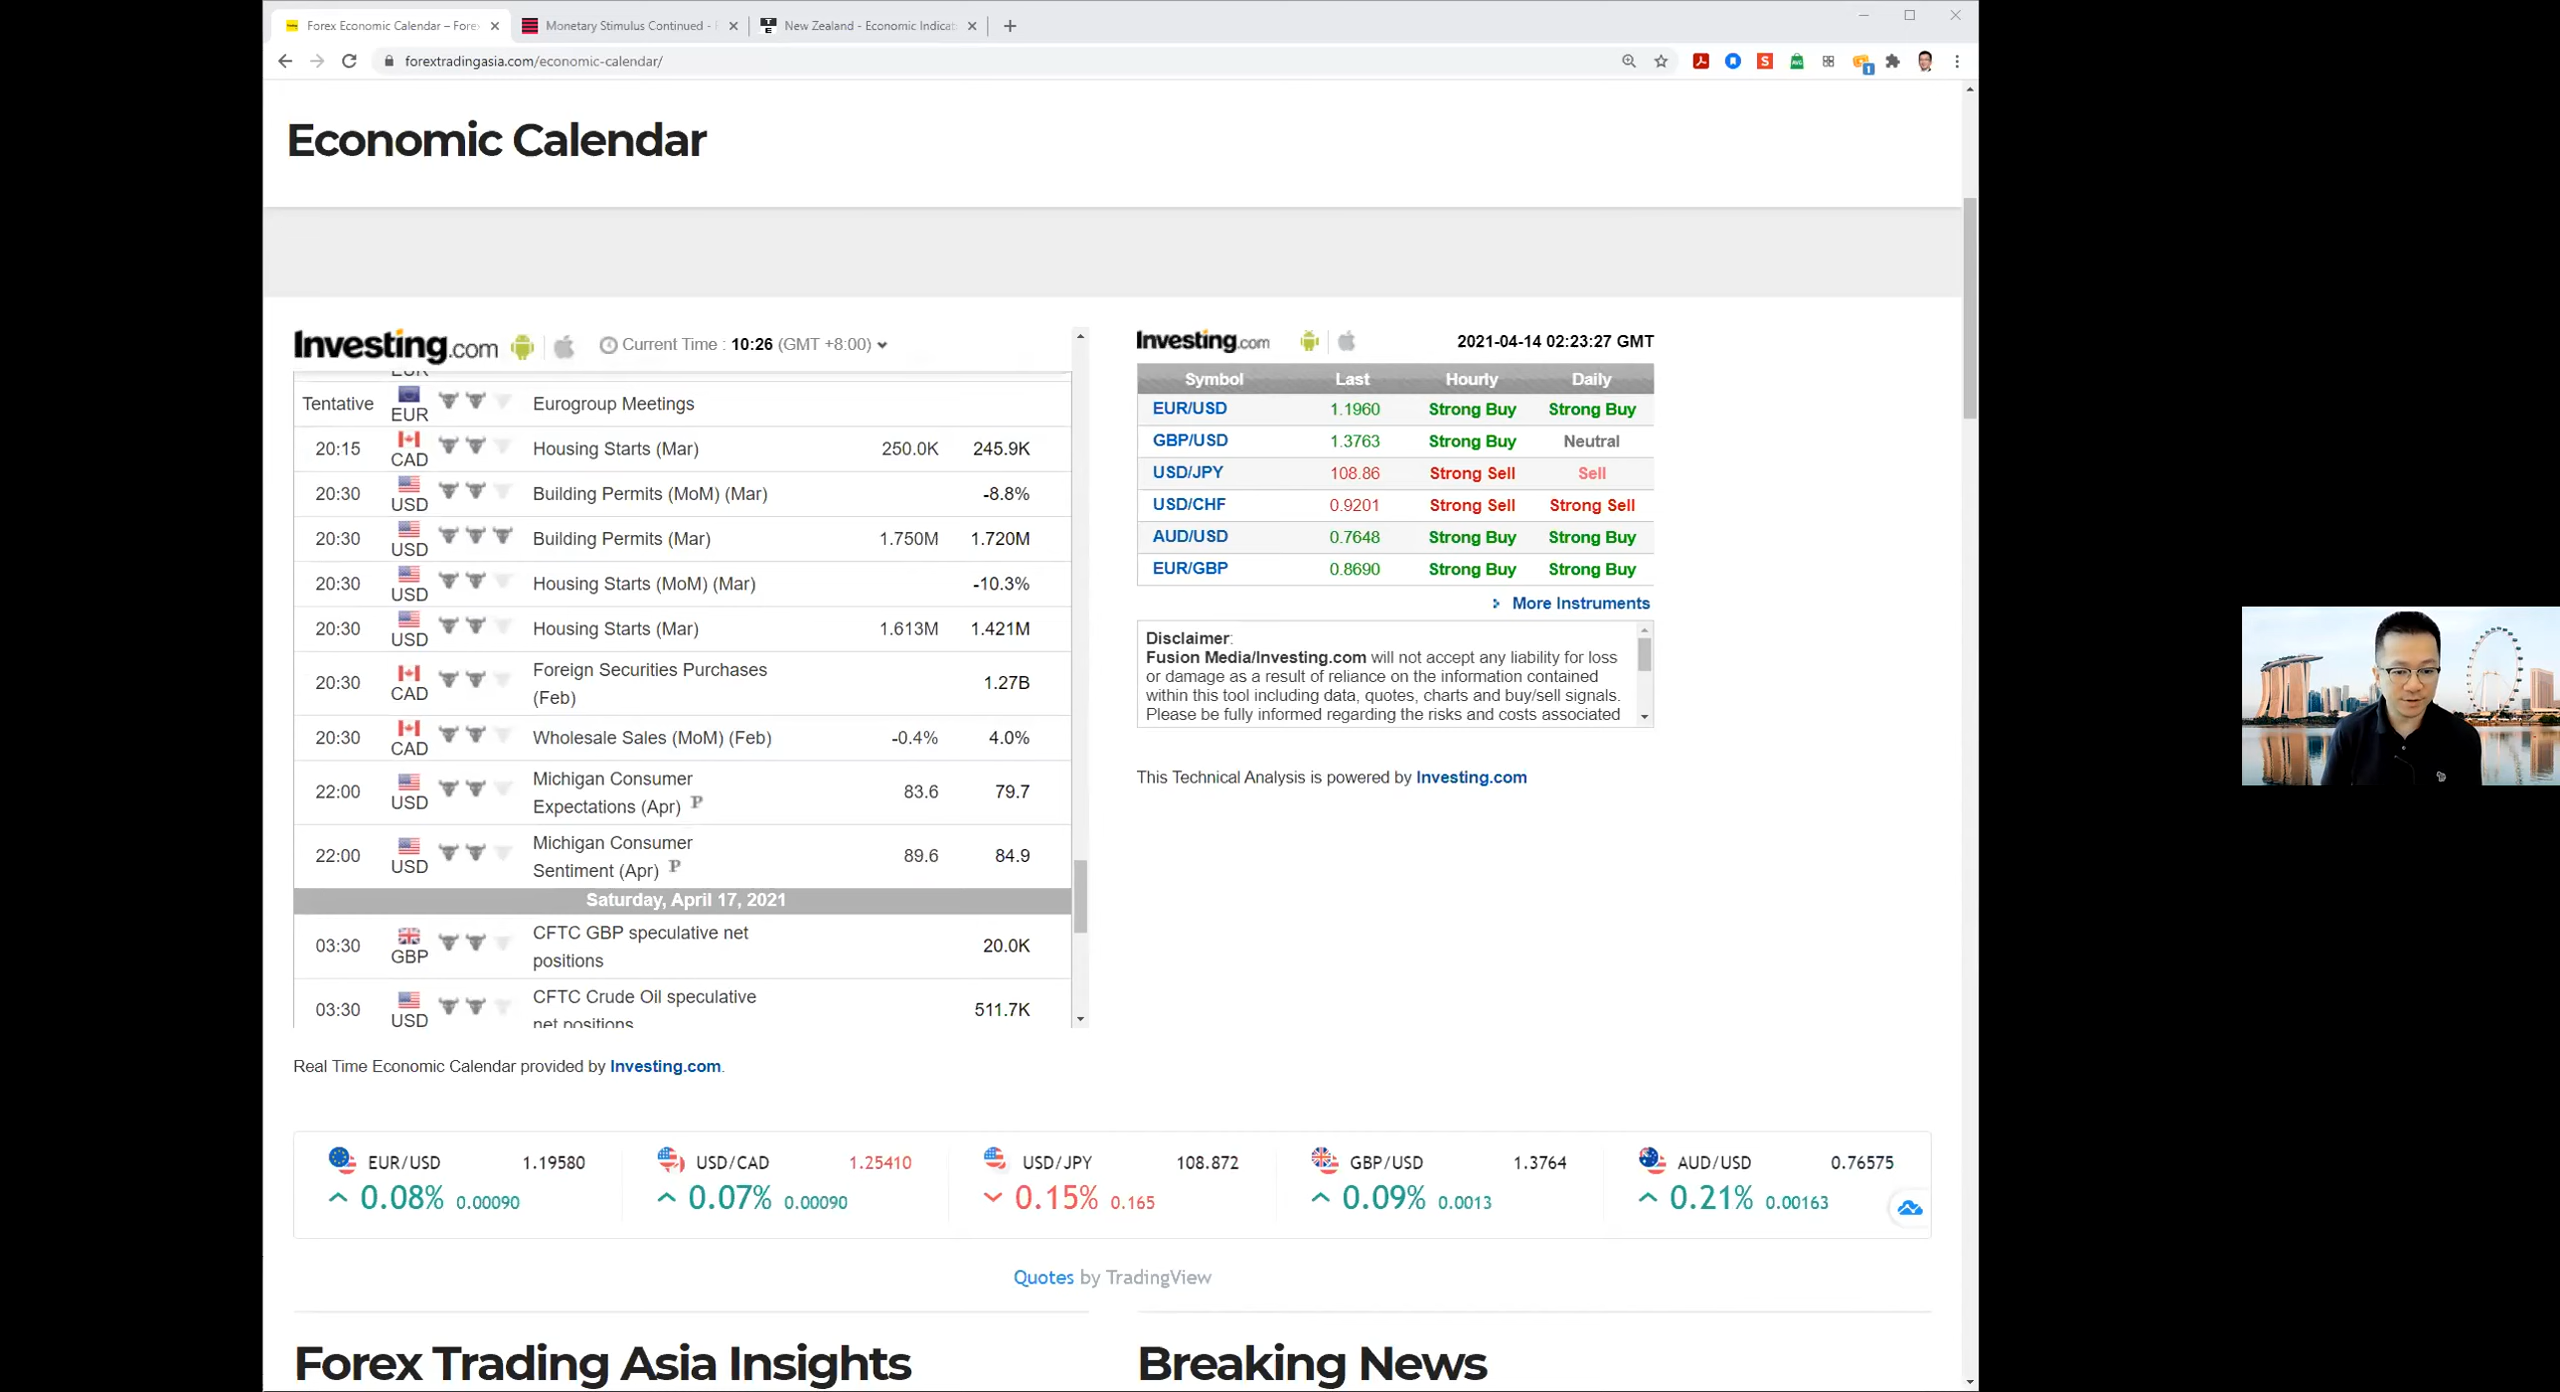 Forex Economic Calendar – Fore
Monetary Stimulus Continued -
New Zealand - Economic Indicat
forextradingasia.com/economic-calendar/
Economic Calendar
Investing.com
Current Time : 10:26 (GMT +8:00)
EUR
Tentative EUR Eurogroup Meetings
20:15 CAD Housing Starts (Mar) 250.0K 245.9K
20:30 USD Building Permits (MoM) (Mar) -8.8%
20:30 USD Building Permits (Mar) 1.750M 1.720M
20:30 USD Housing Starts (MoM) (Mar) -10.3%
20:30 USD Housing Starts (Mar) 1.613M 1.421M
20:30 CAD Foreign Securities Purchases
(Feb) 1.27B
20:30 CAD Wholesale Sales (MoM) (Feb) -0.4% 4.0%
22:00 USD Michigan Consumer
Expectations (Apr) P 83.6 79.7
22:00 USD Michigan Consumer
Sentiment (Apr) P 89.6 84.9
Saturday, April 17, 2021
03:30 GBP CFTC GBP speculative net
positions 20.0K
03:30 USD CFTC Crude Oil speculative
net positions 511.7K
Real Time Economic Calendar provided by Investing.com.
Investing.com
2021-04-14 02:23:27 GMT
Symbol Last Hourly Daily
EUR/USD 1.1960 Strong Buy Strong Buy
GBP/USD 1.3763 Strong Buy Neutral
USD/JPY 108.86 Strong Sell Sell
USD/CHF 0.9201 Strong Sell Strong Sell
AUD/USD 0.7648 Strong Buy Strong Buy
EUR/GBP 0.8690 Strong Buy Strong Buy
More Instruments
Disclaimer:
Fusion Media/Investing.com will not accept any liability for loss
or damage as a result of reliance on the information contained
within this tool including data, quotes, charts and buy/sell signals.
Please be fully informed regarding the risks and costs associated
This Technical Analysis is powered by Investing.com
EUR/USD 1.19580
0.08% 0.00090
USD/CAD 1.25410
0.07% 0.00090
USD/JPY 108.872
0.15% 0.165
GBP/USD 1.3764
0.09% 0.0013
AUD/USD 0.76575
0.21% 0.00163
Quotes by TradingView
Forex Trading Asia Insights
Breaking News